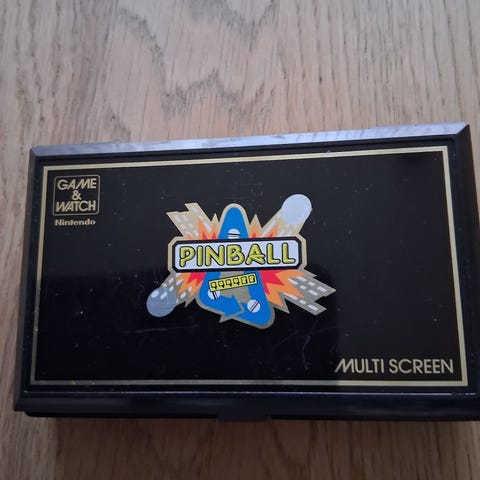 GAME
&
WATCH
Nintendo
PINBALL
MULTI SCREEN